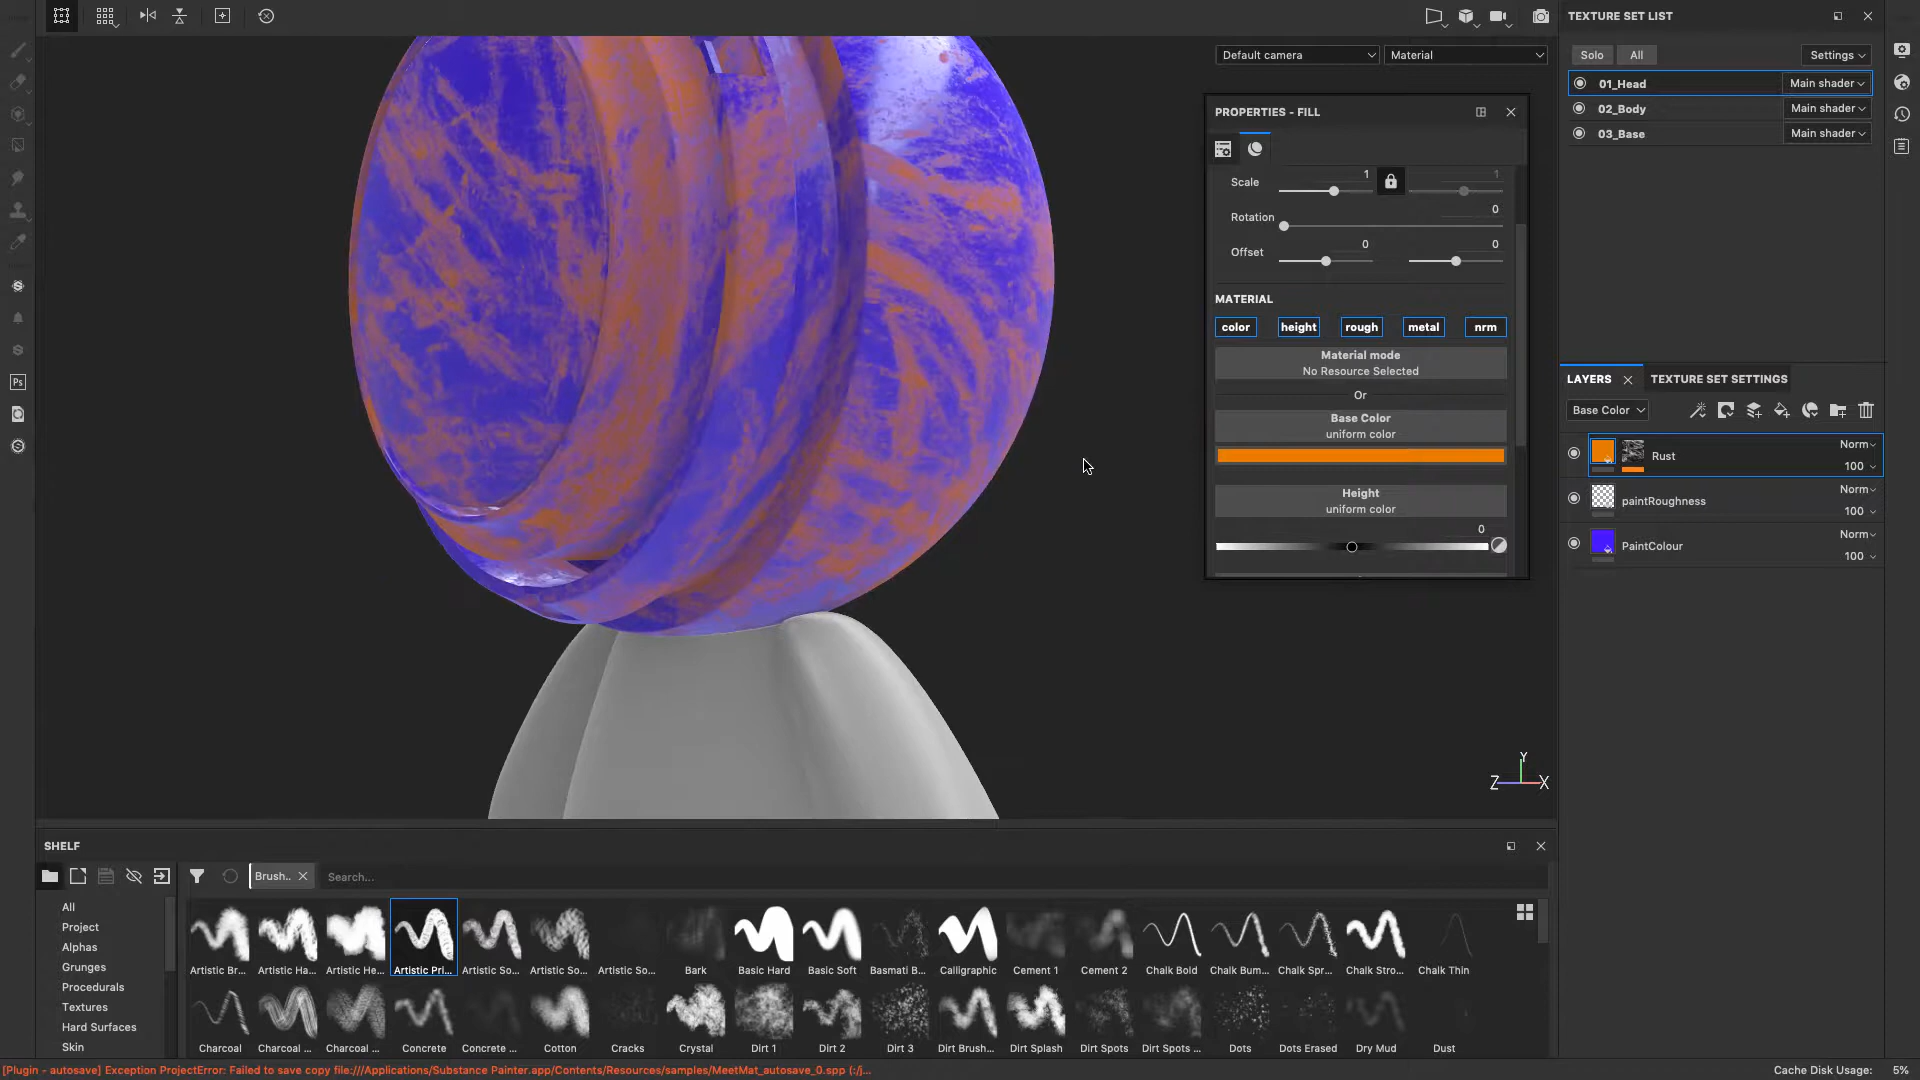 Default camera
Material
TEXTURE SET LIST
Solo
All
Settings
01_Head
Main shader
02_Body
Main shader
03_Base
Main shader
PROPERTIES - FILL
Scale
1
1
Rotation
0
Offset
0
0
MATERIAL
color
height
rough
metal
nrm
Material mode
No Resource Selected
Or
Base Color
uniform color
Height
uniform color
0
LAYERS
TEXTURE SET SETTINGS
Base Color
Rust
Norm
100
paintRoughness
Norm
100
PaintColour
Norm
100
Ps
Y
Z
X
SHELF
Brush..
Search...
All
Project
Alphas
Grunges
Procedurals
Textures
Hard Surfaces
Skin
Artistic Br...
Artistic Ha...
Artistic He...
Artistic Pri...
Artistic So...
Artistic So...
Artistic So...
Bark
Basic Hard
Basic Soft
Basmati B...
Calligraphic
Cement 1
Cement 2
Chalk Bold
Chalk Bum...
Chalk Spr...
Chalk Stro...
Chalk Thin
Charcoal
Charcoal ...
Charcoal ...
Concrete
Concrete ...
Cotton
Cracks
Crystal
Dirt 1
Dirt 2
Dirt 3
Dirt Brush...
Dirt Splash
Dirt Spots
Dirt Spots ...
Dots
Dots Erased
Dry Mud
Dust
[Plugin - autosave] Exception ProjectError: Failed to save copy file:///Applications/Substance Painter.app/Contents/Resources/samples/MeetMat_autosave_0.spp (:/j...
Cache Disk Usage:
5%